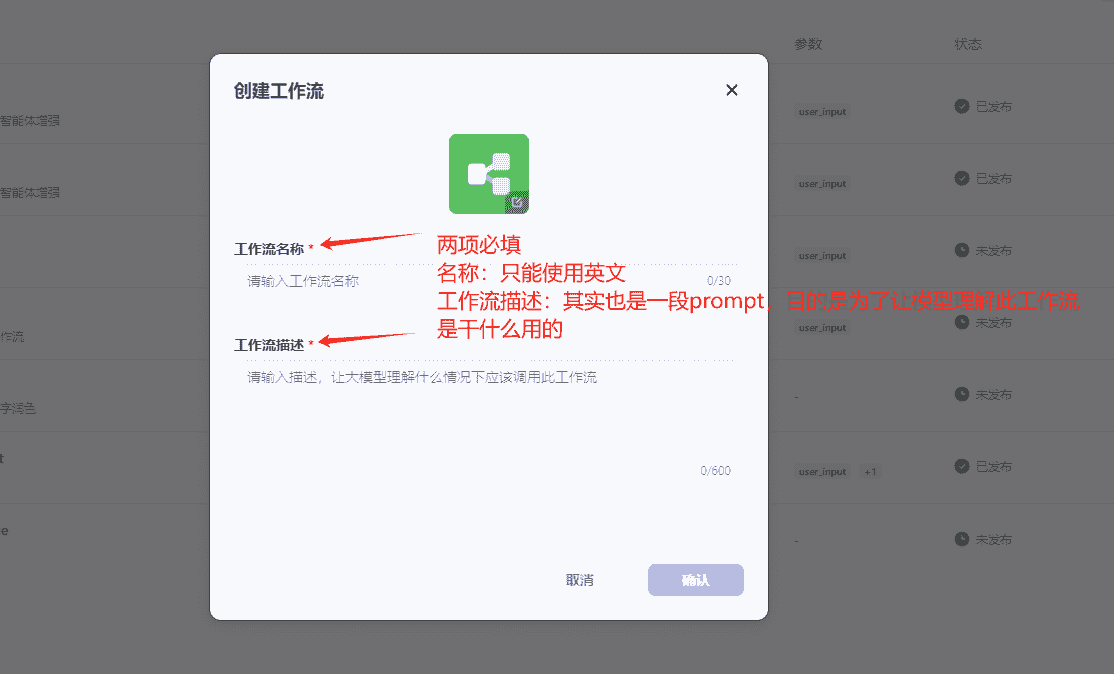 参数
状态
创建工作流
智能体增强
user_input
已发布
智能体增强
user_input
已发布
工作流名称 *
两项必填
user_input
未发布
请输入工作流名称
名称：只能使用英文
0/30
工作流描述：其实也是一段prompt，目的是为了让模型理解此工作流
是干什么用的
作流
user_input
未发布
工作流描述 *
请输入描述，让大模型理解什么情况下应该调用此工作流
字润色
-
未发布
t
0/600
user_input
+1
已发布
e
-
未发布
取消
确认